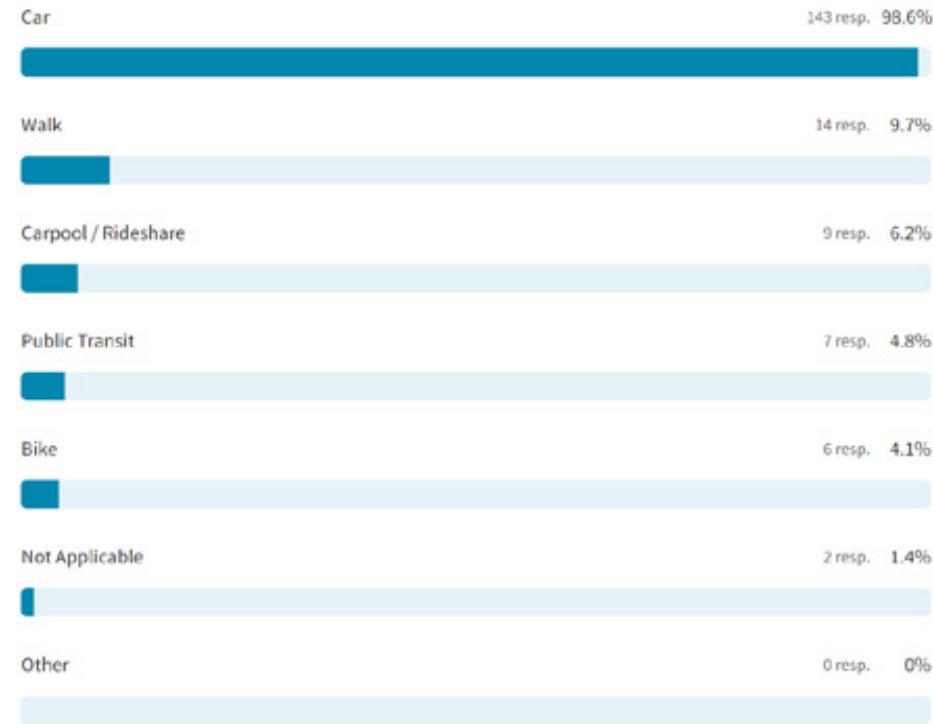 Car 143 resp. 98.6%
Walk 14 resp. 9.7%
Carpool / Rideshare 9 resp. 6.2%
Public Transit 7 resp. 4.8%
Bike 6 resp. 4.1%
Not Applicable 2 resp. 1.4%
Other 0 resp. 0%